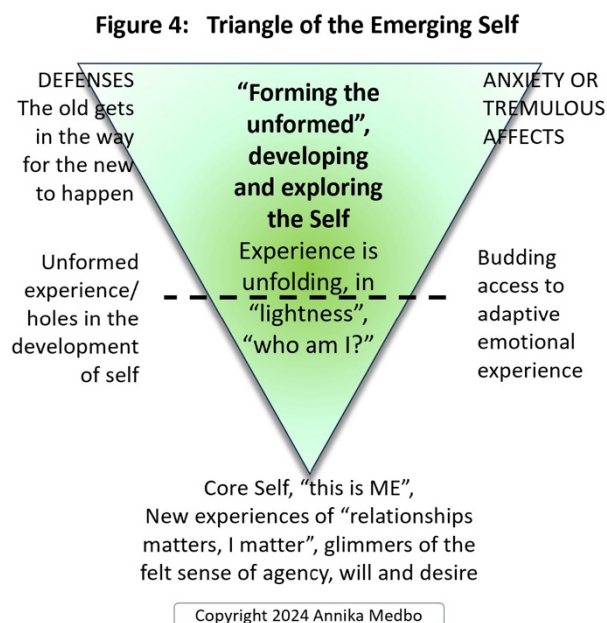 Figure 4: Triangle of the Emerging Self
DEFENSES
The old gets
in the way
for the new
to happen
"Forming the
unformed",
developing
and exploring
the Self
Experience is
unfolding, in
"lightness",
"who am I?"
ANXIETY OR
TREMULOUS
AFFECTS
Unformed
experience/
holes in the
development
of self
Budding
access to
adaptive
emotional
experience
Core Self, "this is ME",
New experiences of "relationships
matters, I matter", glimmers of the
felt sense of agency, will and desire
Copyright 2024 Annika Medbo